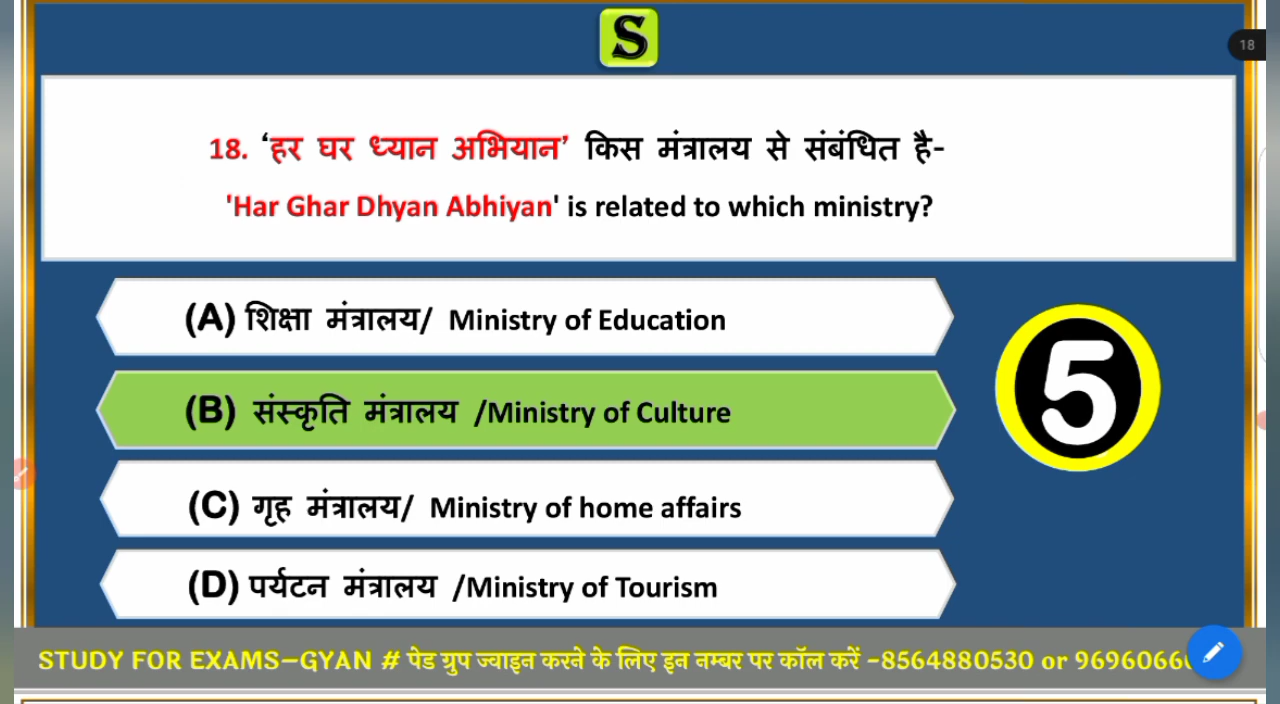 S
18
18. ‘हर घर ध्यान अभियान’ किस मंत्रालय से संबंधित है-
'Har Ghar Dhyan Abhiyan' is related to which ministry?
(A) शिक्षा मंत्रालय/ Ministry of Education
(B) संस्कृति मंत्रालय /Ministry of Culture
5
(C) गृह मंत्रालय/ Ministry of home affairs
(D) पर्यटन मंत्रालय /Ministry of Tourism
STUDY FOR EXAMS–GYAN # पेड ग्रुप ज्वाइन करने के लिए इन नम्बर पर कॉल करें –8564880530 or